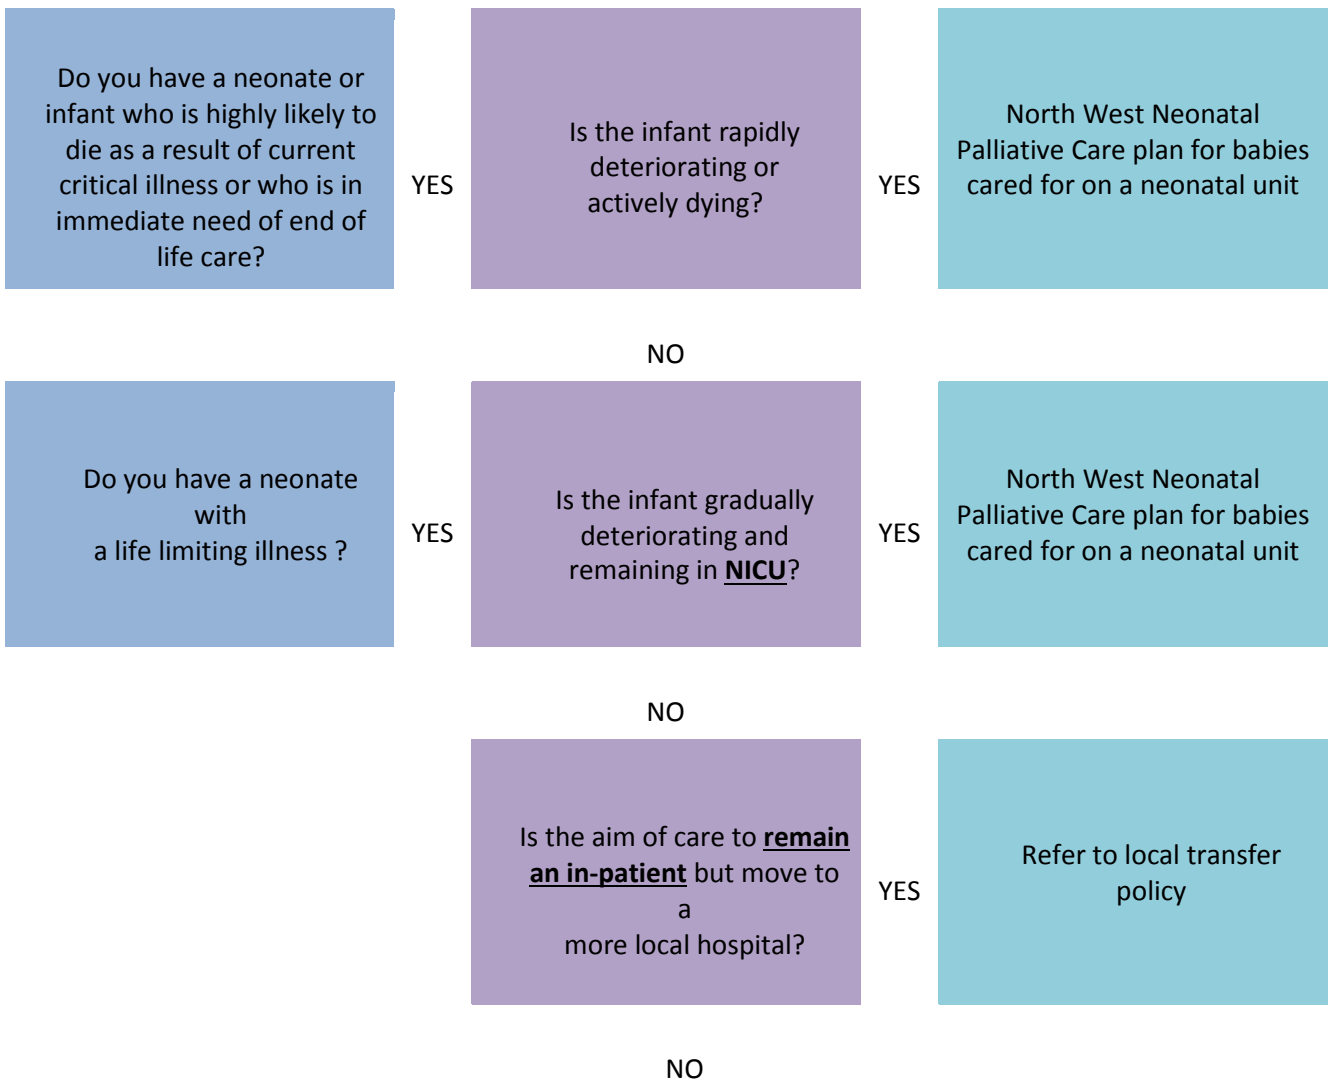 Do you have a neonate or
infant who is highly likely to
die as a result of current
critical illness or who is in
immediate need of end of
life care?
YES
Is the infant rapidly
deteriorating or
actively dying?
YES
North West Neonatal
Palliative Care plan for babies
cared for on a neonatal unit
NO
Do you have a neonate
with
a life limiting illness ?
YES
Is the infant gradually
deteriorating and
remaining in NICU?
YES
North West Neonatal
Palliative Care plan for babies
cared for on a neonatal unit
NO
Is the aim of care to remain
an in-patient but move to
a
more local hospital?
YES
Refer to local transfer
policy
NO